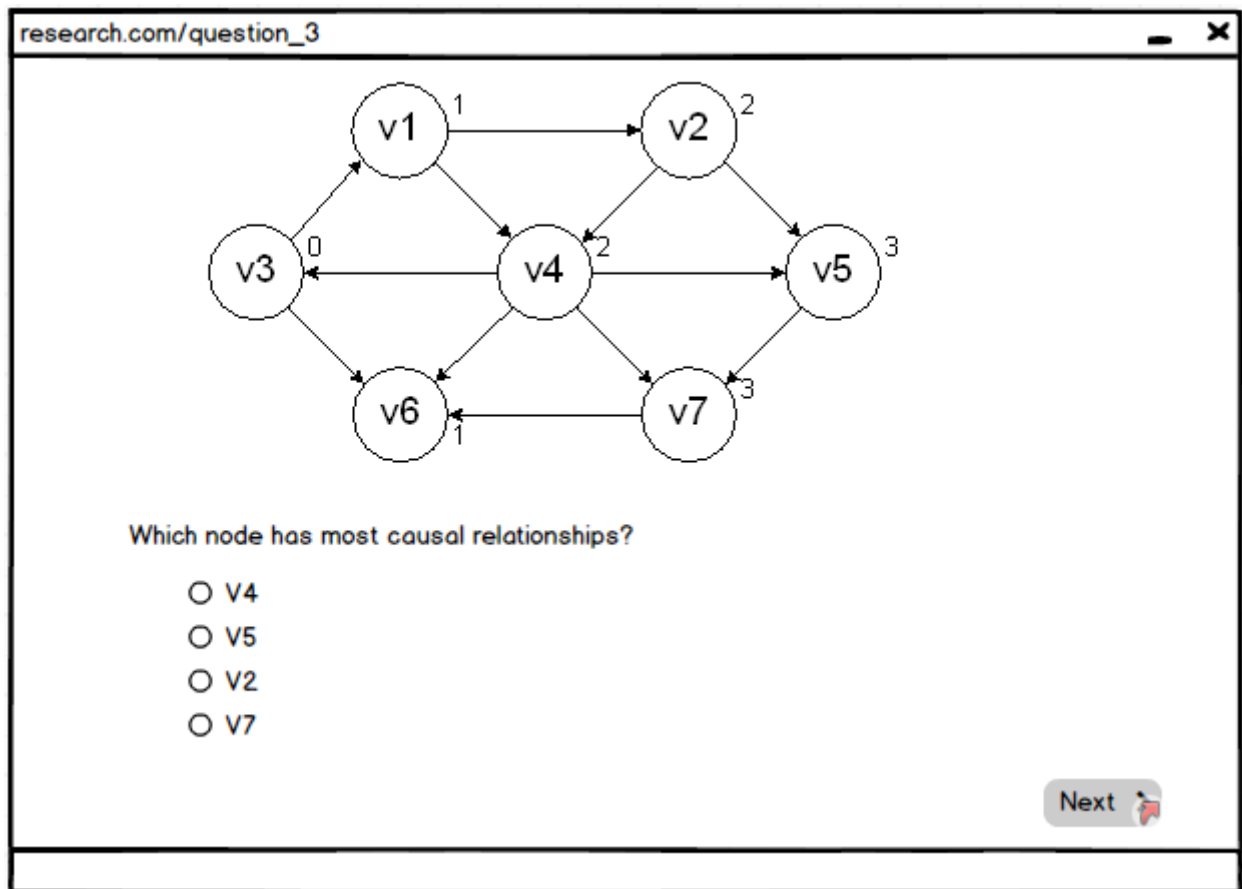 research.com/question_3
v1 1
v2 2
v3 0
v4 2
v5 3
v6 1
v7 3
Which node has most causal relationships?
V4
V5
V2
V7
Next